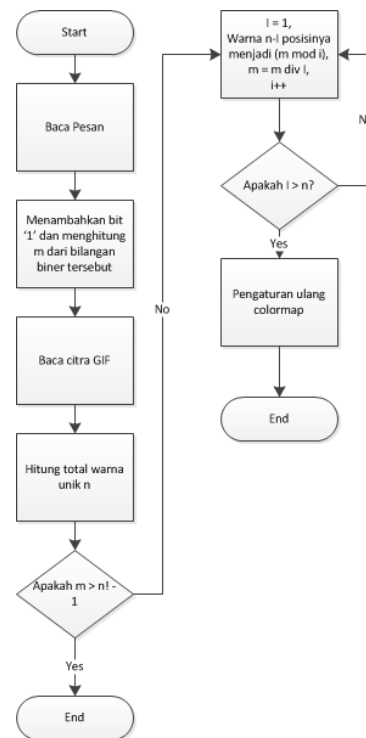 Start
Baca Pesan
Menambahkan bit
'1' dan menghitung
m dari bilangan
biner tersebut
Baca citra GIF
Hitung total warna
unik n
Apakah m > n! -
1
Yes
End
No
I = 1,
Warna n-I posisinya
menjadi (m mod i),
m = m div I,
i++
Apakah I > n?
N
Yes
Pengaturan ulang
colormap
End